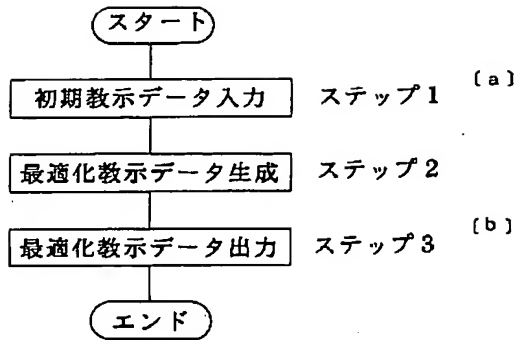 スタート
初期教示データ入力 ステップ1 [a]
最適化教示データ生成 ステップ2
最適化教示データ出力 ステップ3 [b]
エンド